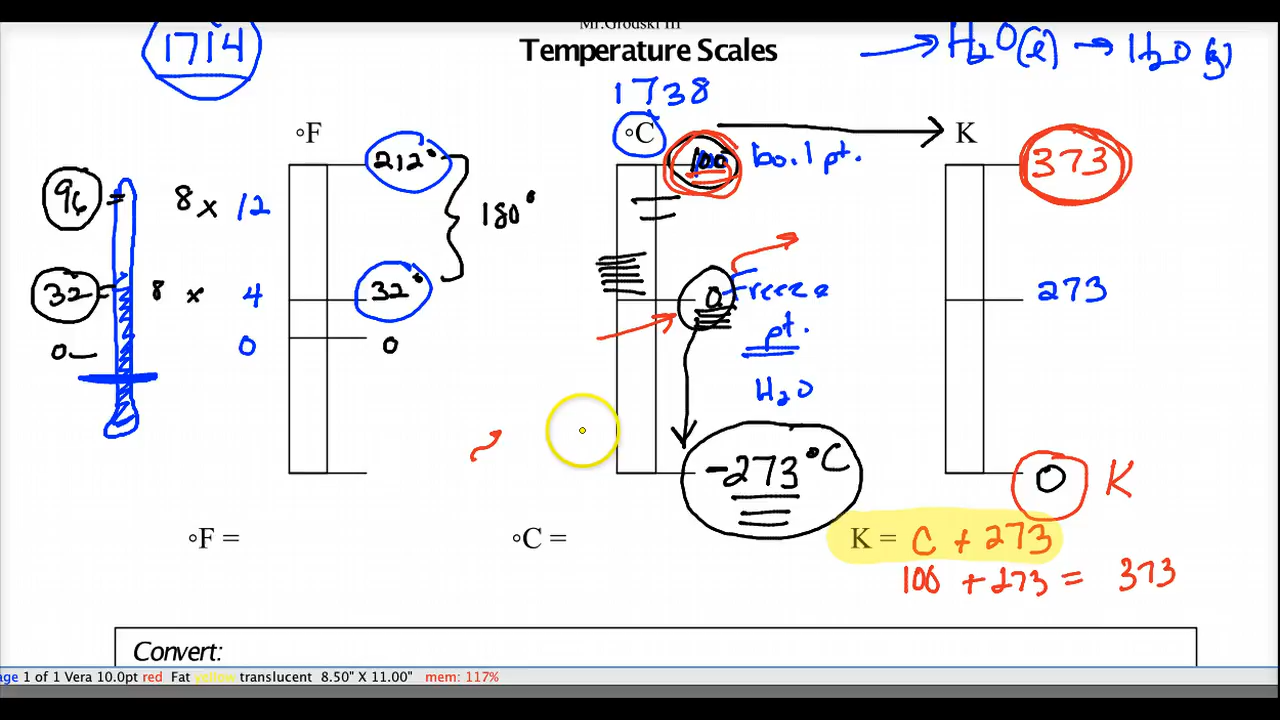 Mr.Grodski III
1714
Temperature Scales
→ H₂O(l) → H₂O (g)
1738
°F
°C
K
212°
100
boil pt.
373
96 =
8 x 12
180°
32 =
8 x 4
32°
0 Freeze
273
0
0
0
pt.
H₂O
-273°C
0 K
°F =
°C =
K = C + 273
100 + 273 = 373
Convert:
age 1 of 1 Vera 10.0pt red Fat yellow translucent 8.50" X 11.00" mem: 117%